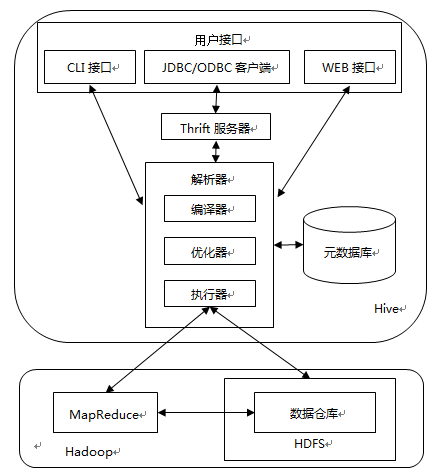 用户接口
CLI 接口
JDBC/ODBC 客户端
WEB 接口
Thrift 服务器
解析器
编译器
优化器
元数据库
执行器
Hive
MapReduce
数据仓库
HDFS
Hadoop